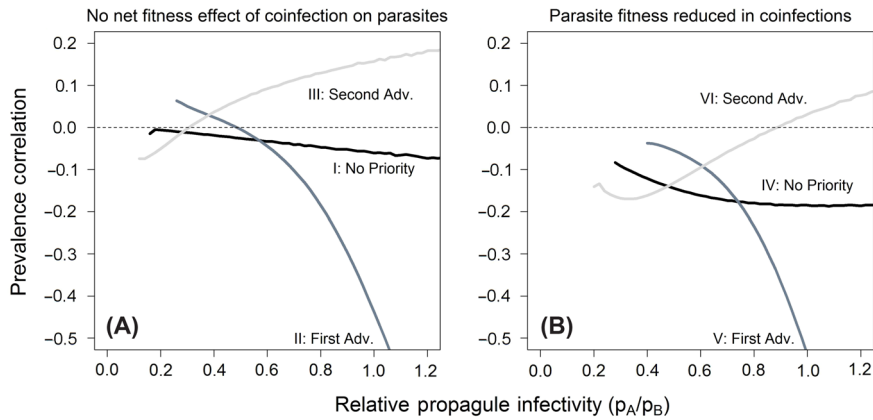 No net fitness effect of coinfection on parasites
Parasite fitness reduced in coinfections
Prevalence correlation
0.2
0.1
0.0
−0.1
−0.2
−0.3
−0.4
−0.5
III: Second Adv.
I: No Priority
II: First Adv.
(A)
0.0 0.2 0.4 0.6 0.8 1.0 1.2
0.2
0.1
0.0
−0.1
−0.2
−0.3
−0.4
−0.5
VI: Second Adv.
IV: No Priority
V: First Adv.
(B)
0.0 0.2 0.4 0.6 0.8 1.0 1.2
Relative propagule infectivity (pA/pB)